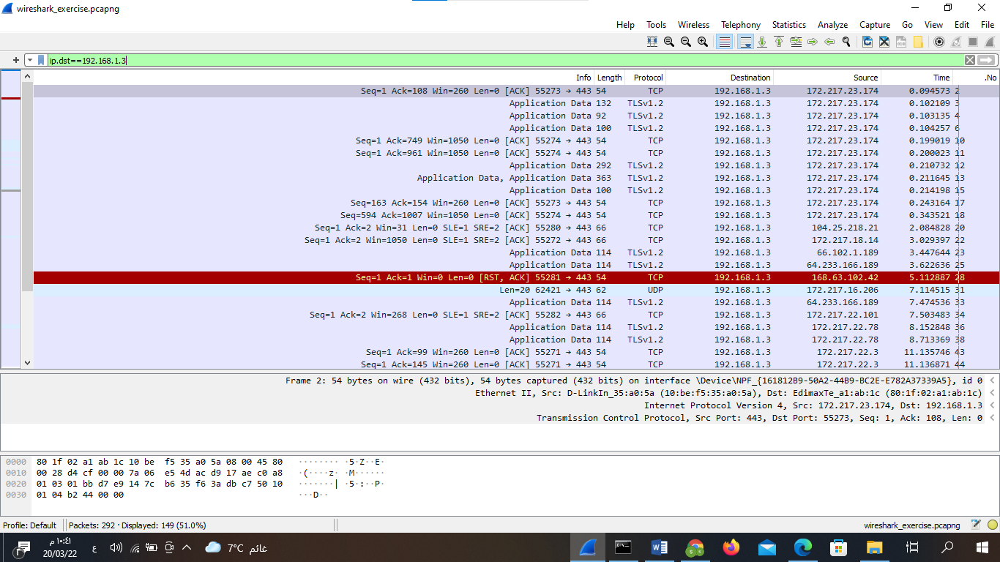 wireshark_exercise.pcapng
Help Tools Wireless Telephony Statistics Analyze Capture Go View Edit File
ip.dst==192.168.1.3
Info Length Protocol Destination Source Time .No
Seq=1 Ack=108 Win=260 Len=0 [ACK] 55273 → 443 54 TCP 192.168.1.3 172.217.23.174 0.094573 2
Application Data 132 TLSv1.2 192.168.1.3 172.217.23.174 0.102109 3
Application Data 92 TLSv1.2 192.168.1.3 172.217.23.174 0.103135 4
Application Data 100 TLSv1.2 192.168.1.3 172.217.23.174 0.104257 6
Seq=1 Ack=749 Win=1050 Len=0 [ACK] 55274 → 443 54 TCP 192.168.1.3 172.217.23.174 0.199019 10
Seq=1 Ack=961 Win=1050 Len=0 [ACK] 55274 → 443 54 TCP 192.168.1.3 172.217.23.174 0.200023 11
Application Data 292 TLSv1.2 192.168.1.3 172.217.23.174 0.210732 12
Application Data, Application Data 363 TLSv1.2 192.168.1.3 172.217.23.174 0.211645 13
Application Data 100 TLSv1.2 192.168.1.3 172.217.23.174 0.214198 15
Seq=163 Ack=154 Win=260 Len=0 [ACK] 55273 → 443 54 TCP 192.168.1.3 172.217.23.174 0.243164 17
Seq=594 Ack=1007 Win=1050 Len=0 [ACK] 55274 → 443 54 TCP 192.168.1.3 172.217.23.174 0.343521 18
Seq=1 Ack=2 Win=31 Len=0 SLE=1 SRE=2 [ACK] 55280 → 443 66 TCP 192.168.1.3 104.25.218.21 2.084828 20
Seq=1 Ack=2 Win=1050 Len=0 SLE=1 SRE=2 [ACK] 55272 → 443 66 TCP 192.168.1.3 172.217.18.14 3.029397 22
Application Data 114 TLSv1.2 192.168.1.3 66.102.1.189 3.447644 23
Application Data 114 TLSv1.2 192.168.1.3 64.233.166.189 3.622636 25
Seq=1 Ack=1 Win=0 Len=0 [RST, ACK] 55281 → 443 54 TCP 192.168.1.3 168.63.102.42 5.112887 28
Len=20 62421 → 443 62 UDP 192.168.1.3 172.217.16.206 7.114515 31
Application Data 114 TLSv1.2 192.168.1.3 64.233.166.189 7.474536 33
Seq=1 Ack=2 Win=268 Len=0 SLE=1 SRE=2 [ACK] 55282 → 443 66 TCP 192.168.1.3 172.217.22.101 7.503483 34
Application Data 114 TLSv1.2 192.168.1.3 172.217.22.78 8.152848 36
Application Data 114 TLSv1.2 192.168.1.3 172.217.22.78 8.713369 38
Seq=1 Ack=99 Win=260 Len=0 [ACK] 55271 → 443 54 TCP 192.168.1.3 172.217.22.3 11.135746 43
Seq=1 Ack=145 Win=260 Len=0 [ACK] 55271 → 443 54 TCP 192.168.1.3 172.217.22.3 11.136871 44
Frame 2: 54 bytes on wire (432 bits), 54 bytes captured (432 bits) on interface \Device\NPF_{161812B9-50A2-44B9-BC2E-E782A37339A5}, id 0
Ethernet II, Src: D-LinkIn_35:a0:5a (10:be:f5:35:a0:5a), Dst: EdimaxTe_a1:ab:1c (80:1f:02:a1:ab:1c)
Internet Protocol Version 4, Src: 172.217.23.174, Dst: 192.168.1.3
Transmission Control Protocol, Src Port: 443, Dst Port: 55273, Seq: 1, Ack: 108, Len: 0
0000 80 1f 02 a1 ab 1c 10 be f5 35 a0 5a 08 00 45 80 ········ ·5·Z··E·
0010 00 28 d4 cf 00 00 7a 06 e5 4d ac d9 17 ae c0 a8 ·(····z· ·M······
0020 01 03 01 bb d7 e9 14 7c b6 35 f6 3a db c7 50 10 ·······| ·5·:··P·
0030 01 04 b2 44 00 00 ···D··
Profile: Default Packets: 292 · Displayed: 149 (51.0%) wireshark_exercise.pcapng
١٠:٤١ م
20/03/22
ع
7°C غائم